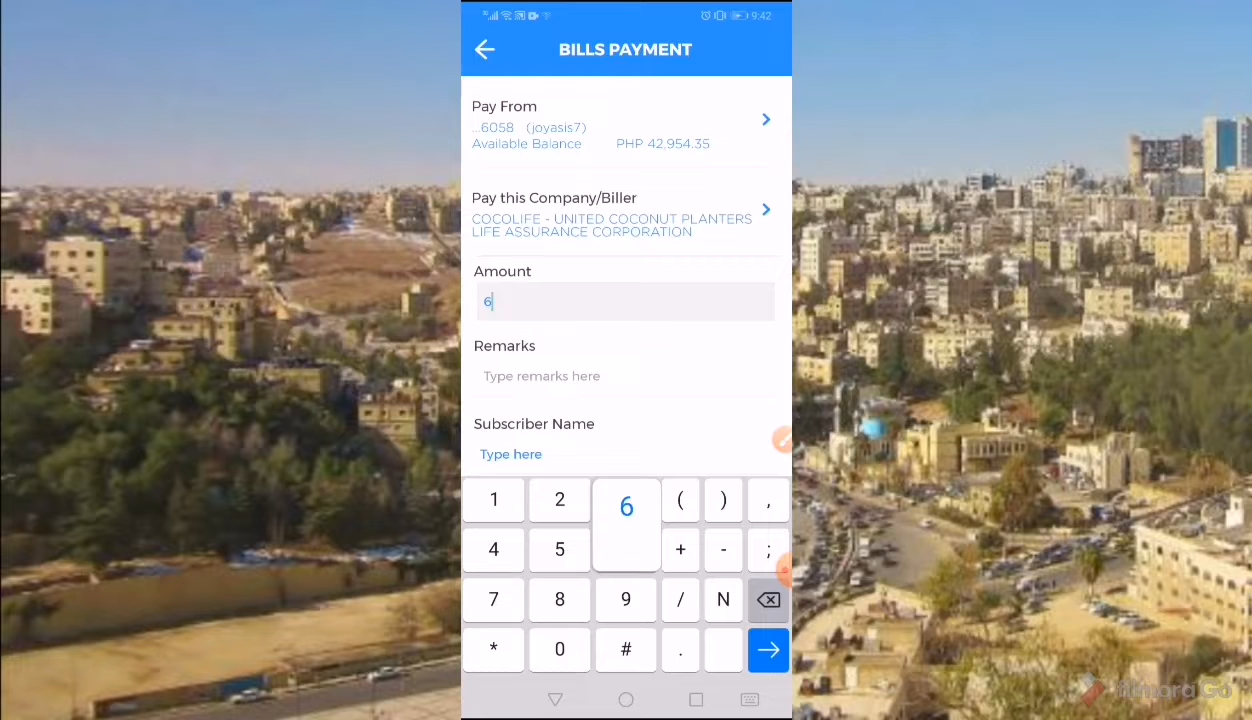 9:42
BILLS PAYMENT
Pay From
...6058 (joyasis7)
Available Balance PHP 42,954.35
Pay this Company/Biller
COCOLIFE - UNITED COCONUT PLANTERS
LIFE ASSURANCE CORPORATION
Amount
6
Remarks
Type remarks here
Subscriber Name
Type here
1 2 6 ( ) ,
4 5 + - ;
7 8 9 / N
* 0 # .
filmora Go